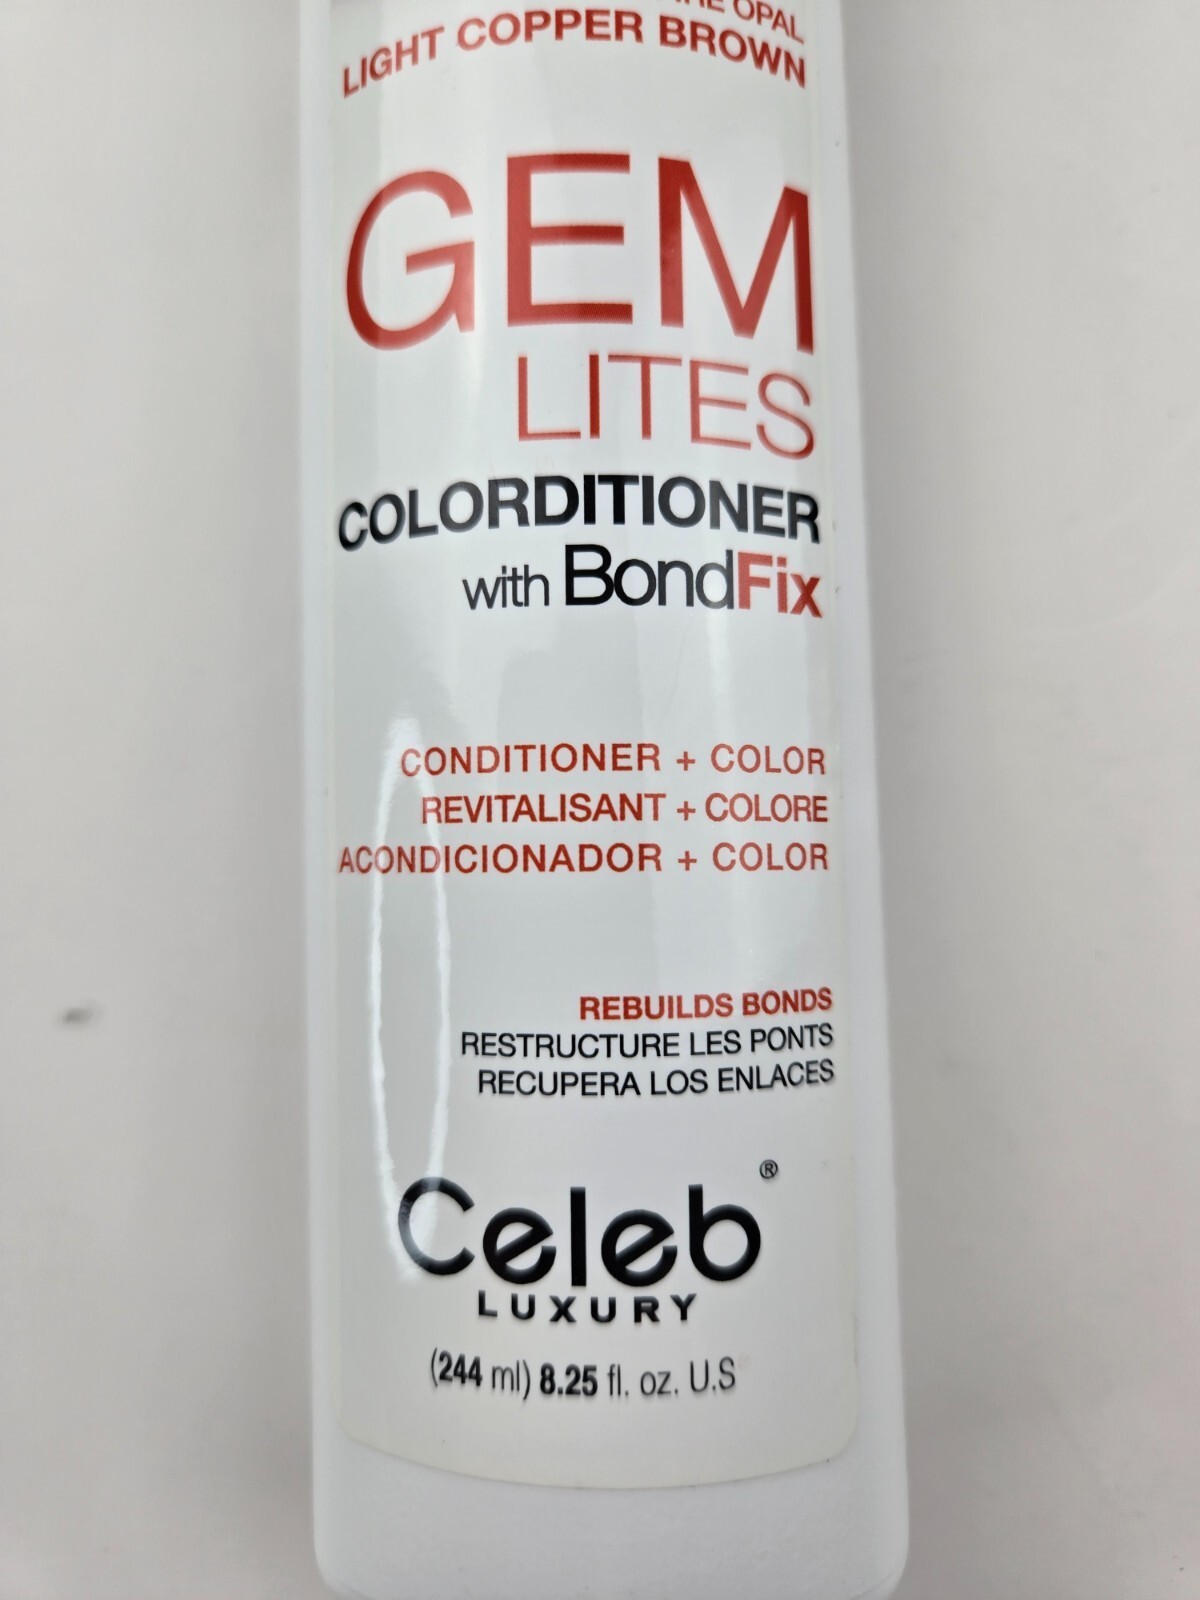 OPAL
LIGHT COPPER BROWN
GEM
LITES
COLORDITIONER
with BondFix
CONDITIONER + COLOR
REVITALISANT + COLORE
ACONDICIONADOR + COLOR
REBUILDS BONDS
RESTRUCTURE LES PONTS
RECUPERA LOS ENLACES
Celeb®
LUXURY
(244 ml) 8.25 fl. oz. U.S